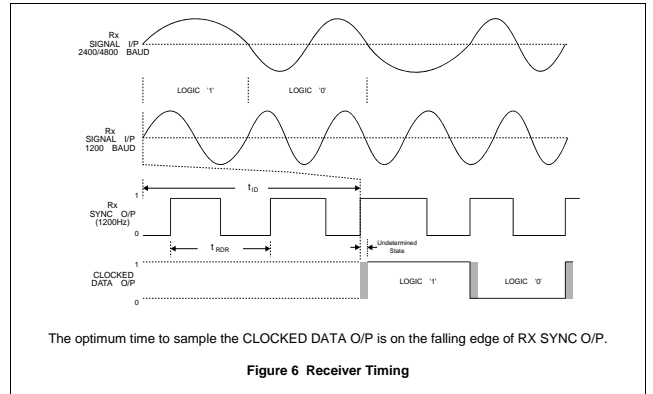 Rx
SIGNAL I/P
2400/4800 BAUD
LOGIC '1'
LOGIC '0'
Rx
SIGNAL I/P
1200 BAUD
t ID
1
Rx
SYNC O/P
(1200Hz)
0
t RDR
Undetermined
State
1
CLOCKED
DATA O/P
0
LOGIC '1'
LOGIC '0'
The optimum time to sample the CLOCKED DATA O/P is on the falling edge of RX SYNC O/P.
Figure 6 Receiver Timing